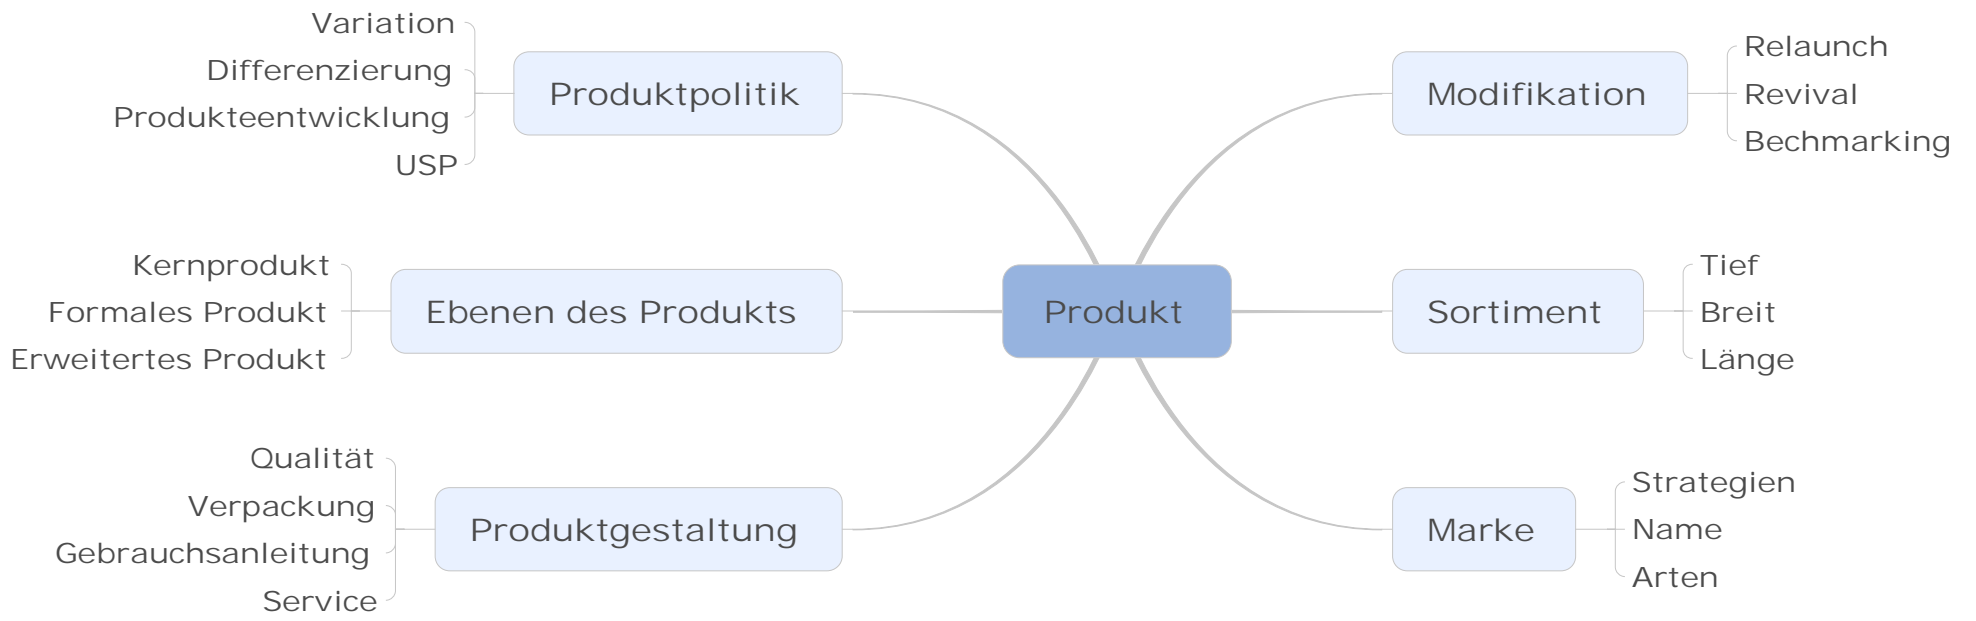 Produkt
Produktpolitik
Variation
Differenzierung
Produkteentwicklung
USP
Ebenen des Produkts
Kernprodukt
Formales Produkt
Erweitertes Produkt
Produktgestaltung
Qualität
Verpackung
Gebrauchsanleitung
Service
Modifikation
Relaunch
Revival
Bechmarking
Sortiment
Tief
Breit
Länge
Marke
Strategien
Name
Arten